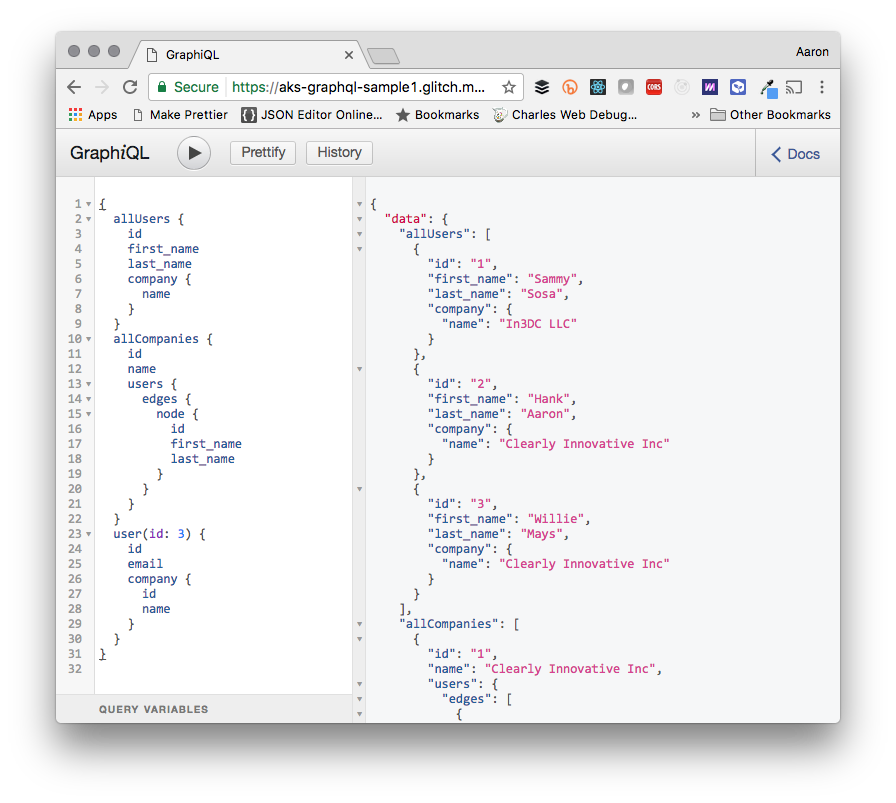 GraphiQL
Aaron
Secure https://aks-graphql-sample1.glitch.m...
CORS
Apps Make Prettier JSON Editor Online... Bookmarks Charles Web Debug... » Other Bookmarks
GraphiQL Prettify History Docs
1 {
2 allUsers {
3 id
4 first_name
5 last_name
6 company {
7 name
8 }
9 }
10 allCompanies {
11 id
12 name
13 users {
14 edges {
15 node {
16 id
17 first_name
18 last_name
19 }
20 }
21 }
22 }
23 user(id: 3) {
24 id
25 email
26 company {
27 id
28 name
29 }
30 }
31 }
32
QUERY VARIABLES
{
"data": {
"allUsers": [
{
"id": "1",
"first_name": "Sammy",
"last_name": "Sosa",
"company": {
"name": "In3DC LLC"
}
},
{
"id": "2",
"first_name": "Hank",
"last_name": "Aaron",
"company": {
"name": "Clearly Innovative Inc"
}
},
{
"id": "3",
"first_name": "Willie",
"last_name": "Mays",
"company": {
"name": "Clearly Innovative Inc"
}
}
],
"allCompanies": [
{
"id": "1",
"name": "Clearly Innovative Inc",
"users": {
"edges": [
{